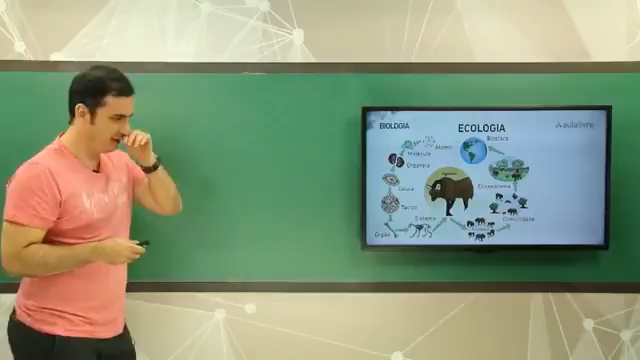 BIOLOGIA
ECOLOGIA
aulalivre
Átomo
Biosfera
Molécula
Organela
Célula
Ecossistema
Tecido
Sistema
Comunidade
Órgão